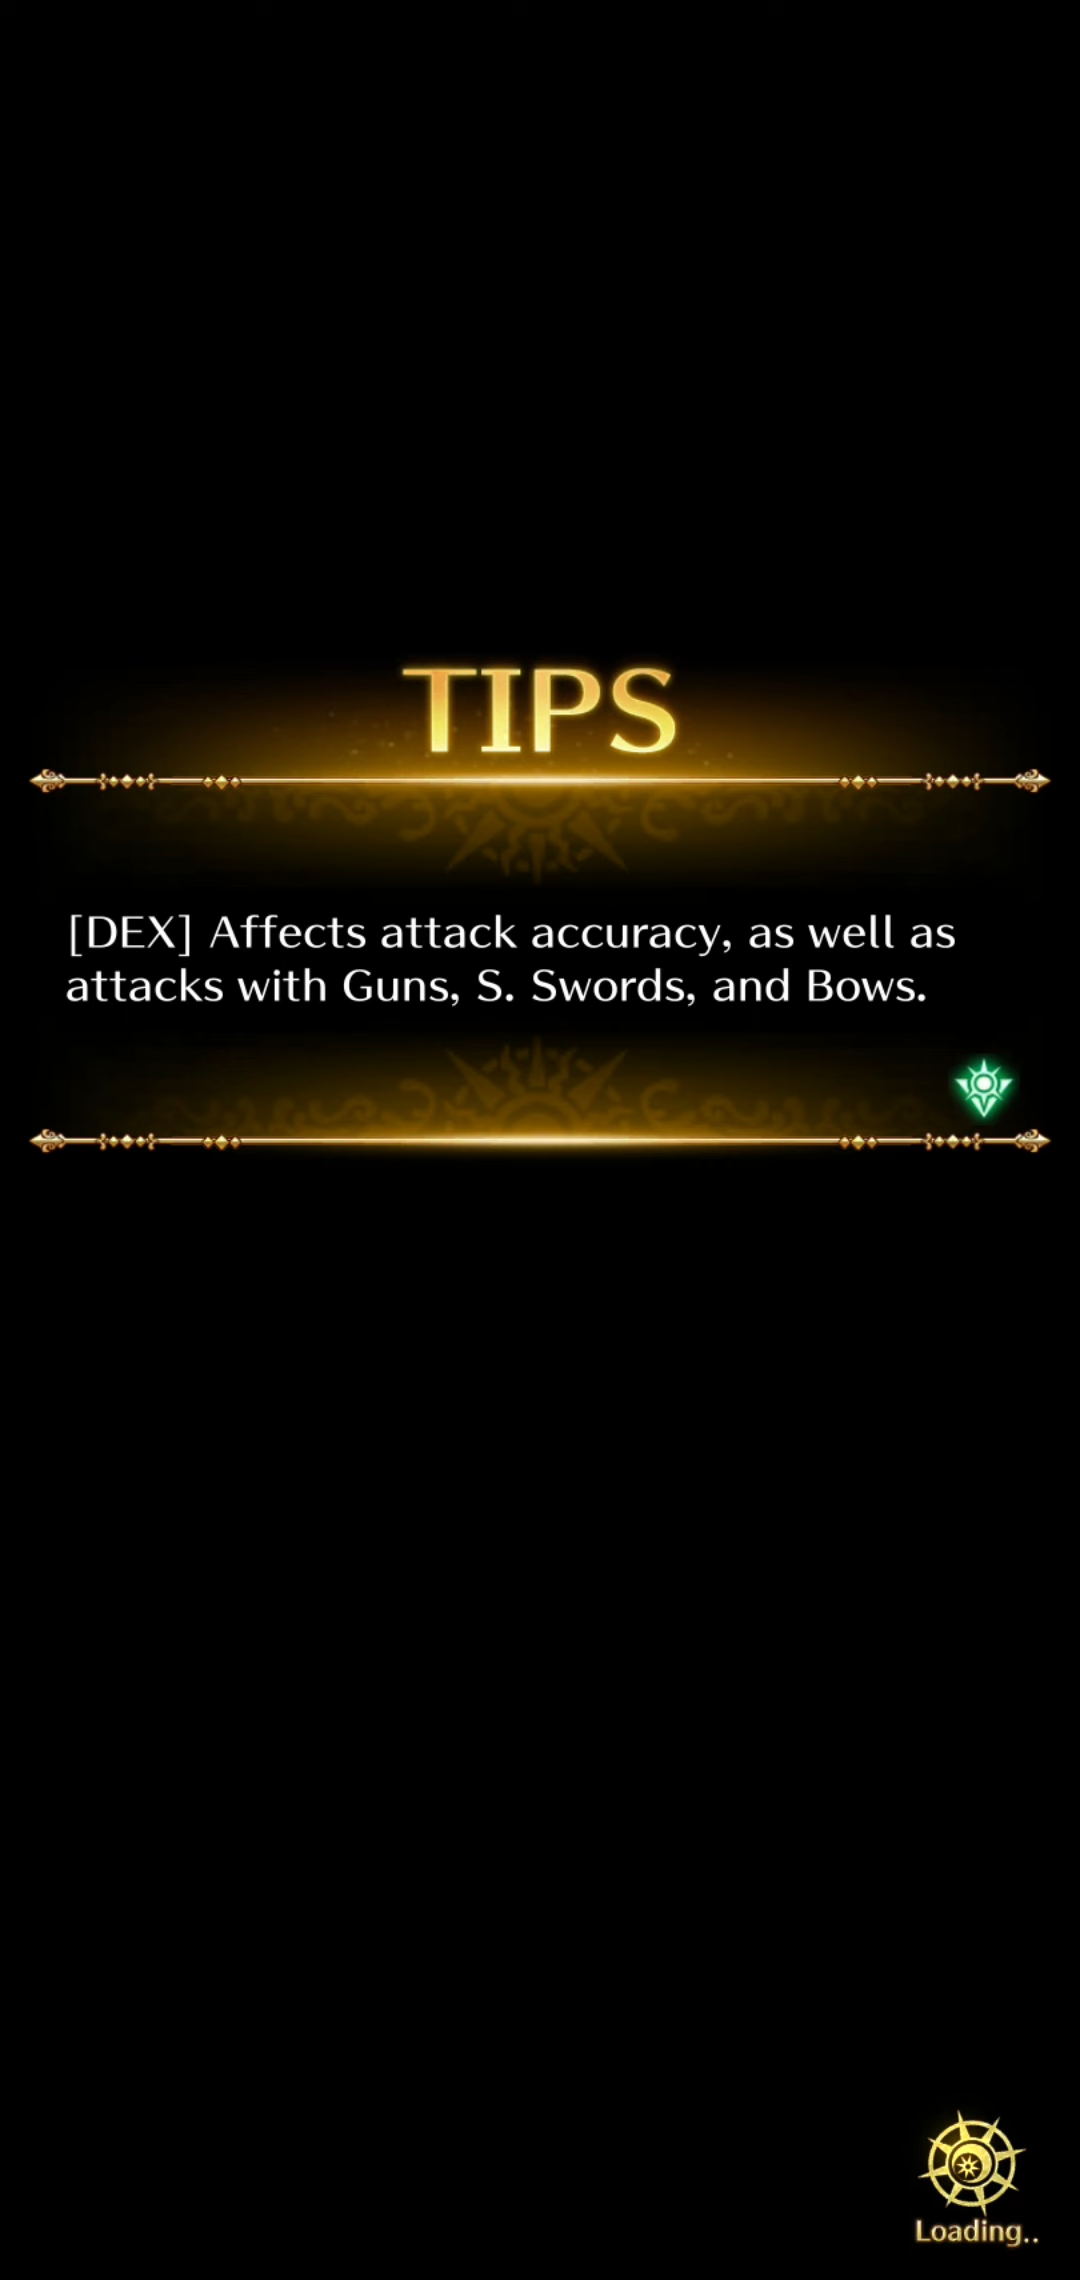 TIPS
[DEX] Affects attack accuracy, as well as
attacks with Guns, S. Swords, and Bows.
Loading..